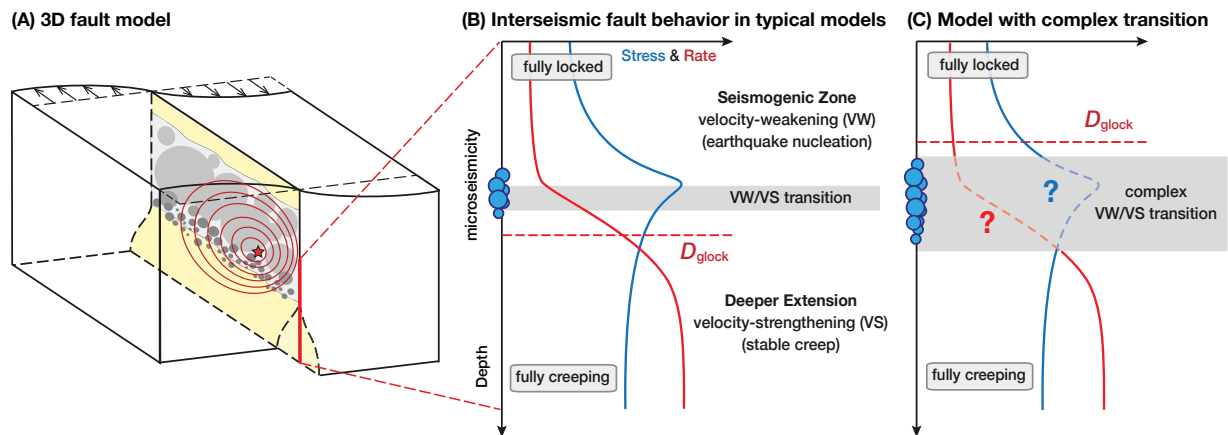 (A) 3D fault model
(B) Interseismic fault behavior in typical models
Stress & Rate
fully locked
Seismogenic Zone
velocity-weakening (VW)
(earthquake nucleation)
microseismicity
VW/VS transition
Dglock
Deeper Extension
velocity-strengthening (VS)
(stable creep)
Depth
fully creeping
(C) Model with complex transition
fully locked
Dglock
?
?
complex
VW/VS transition
fully creeping